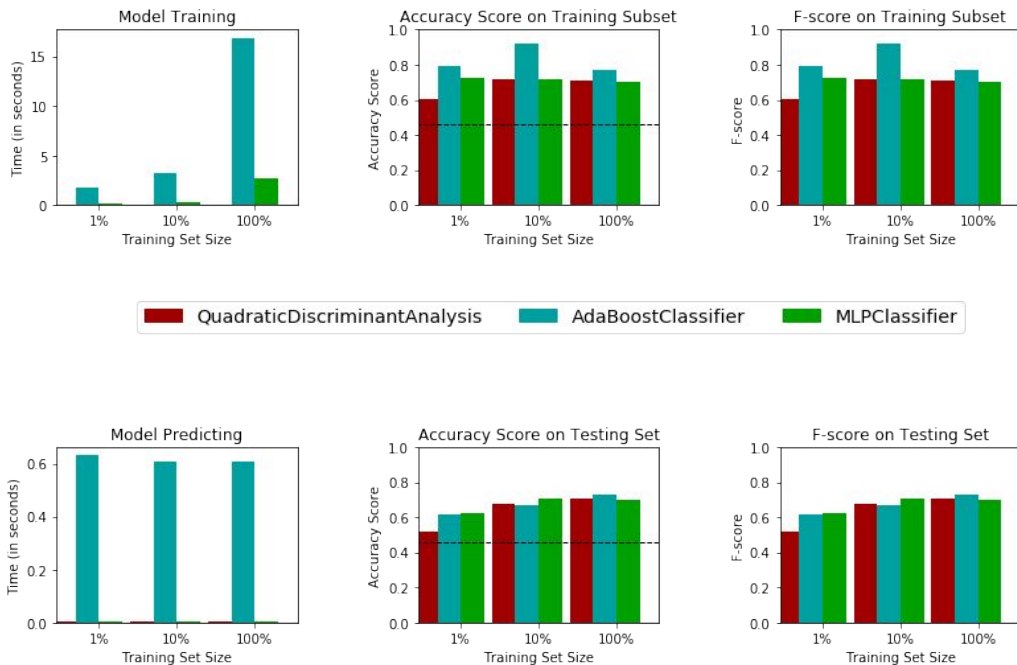 Model Training
Time (in seconds)
15
10
5
0
1% 10% 100%
Training Set Size
Accuracy Score on Training Subset
Accuracy Score
1.0
0.8
0.6
0.4
0.2
0.0
1% 10% 100%
Training Set Size
F-score on Training Subset
F-score
1.0
0.8
0.6
0.4
0.2
0.0
1% 10% 100%
Training Set Size
QuadraticDiscriminantAnalysis AdaBoostClassifier MLPClassifier
Model Predicting
Time (in seconds)
0.6
0.4
0.2
0.0
1% 10% 100%
Training Set Size
Accuracy Score on Testing Set
Accuracy Score
1.0
0.8
0.6
0.4
0.2
0.0
1% 10% 100%
Training Set Size
F-score on Testing Set
F-score
1.0
0.8
0.6
0.4
0.2
0.0
1% 10% 100%
Training Set Size